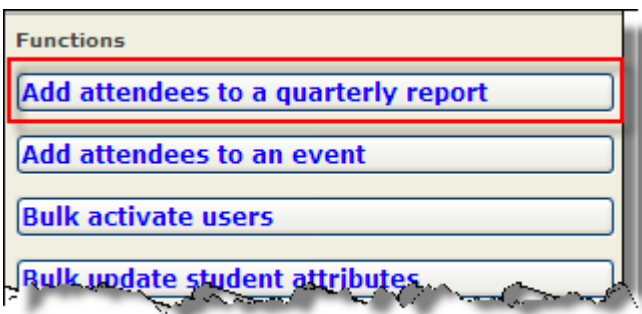 Functions
Add attendees to a quarterly report
Add attendees to an event
Bulk activate users
Bulk update student attributes